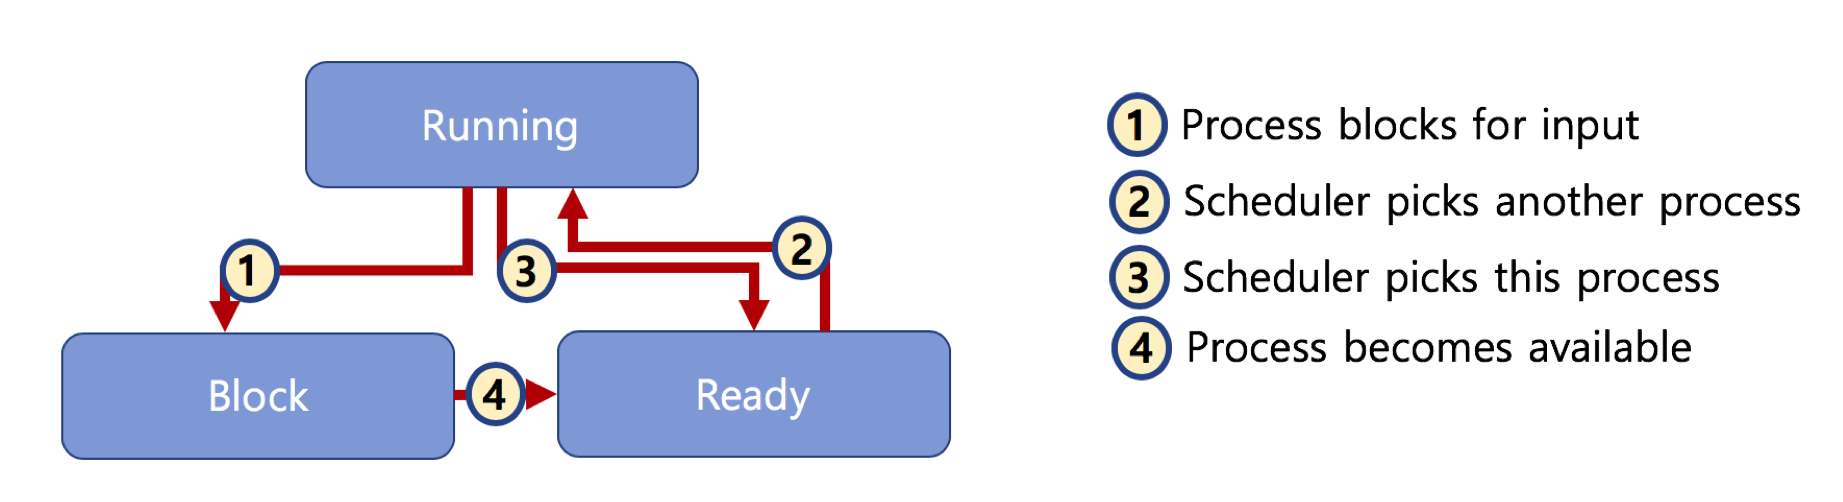 Running
1
3
2
Block
4
Ready
1 Process blocks for input
2 Scheduler picks another process
3 Scheduler picks this process
4 Process becomes available